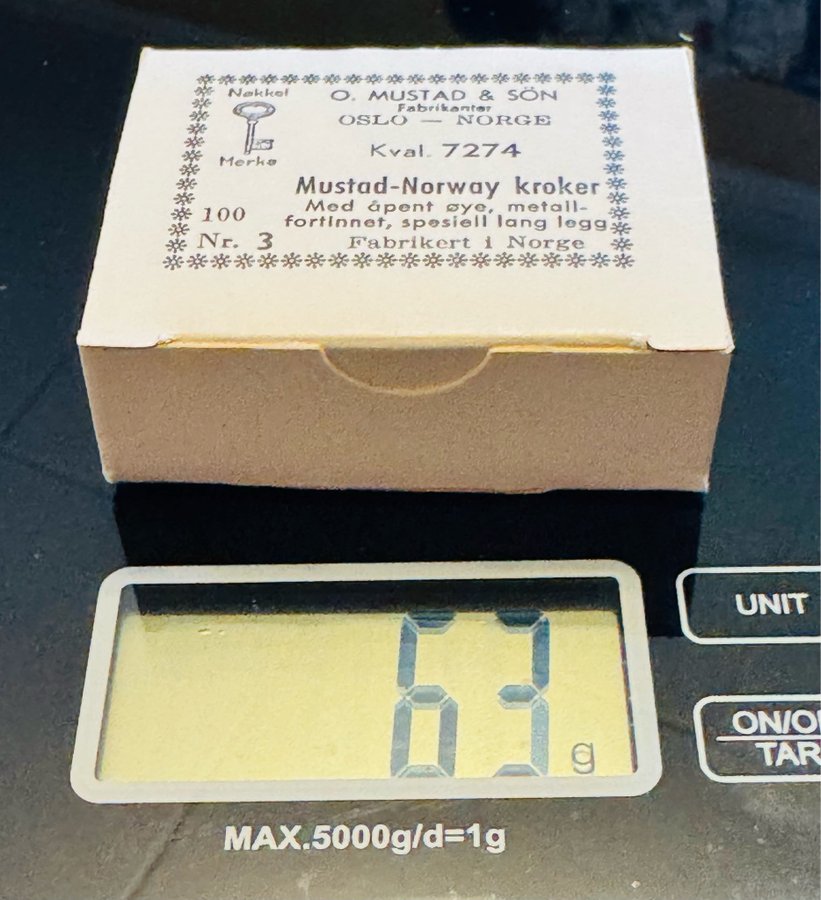 Nøkkel
Merke
O. MUSTAD & SÖN
Fabrikanter
OSLO — NORGE
Kval. 7274
Mustad-Norway kroker
Med åpent øye, metall-
fortinnet, spesiell lang legg
100
Nr. 3 Fabrikert i Norge
63 g
UNIT
ON/O
TAR
MAX.5000g/d=1g